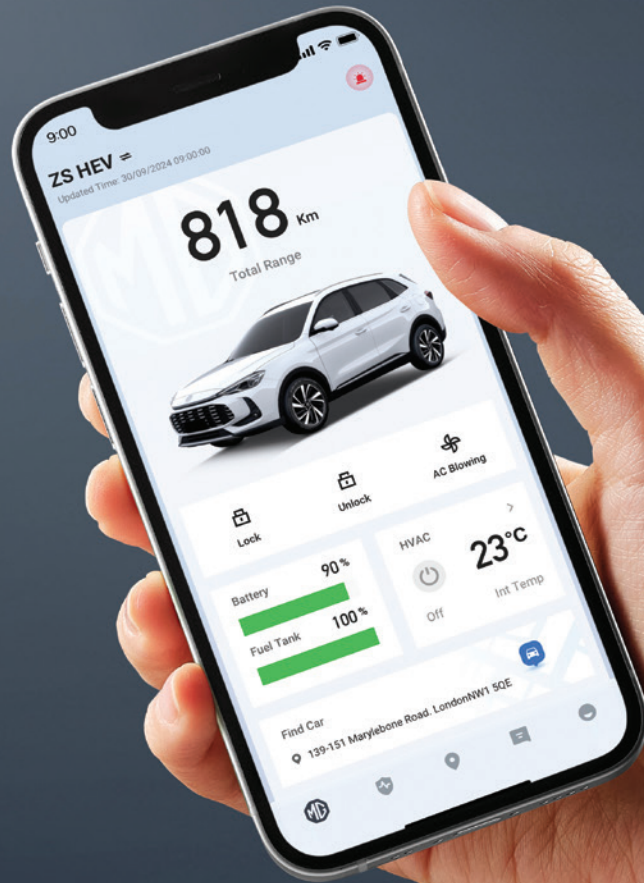 9:00
ZS HEV
Updated Time: 30/09/2024 09:00:00
818 Km
Total Range
Lock
Unlock
AC Blowing
Battery 90%
Fuel Tank 100%
HVAC
23°C
Off
Int Temp
Find Car
139-151 Marylebone Road. LondonNW1 5QE
MG